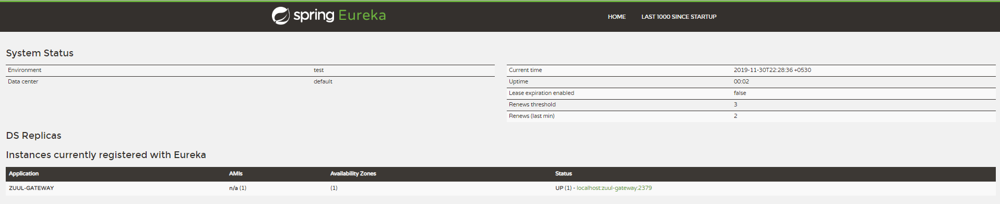 spring Eureka
HOME LAST 1000 SINCE STARTUP
System Status
Environment test
Data center default
Current time 2019-11-30T22:28:36 +0530
Uptime 00:02
Lease expiration enabled false
Renews threshold 3
Renews (last min) 2
DS Replicas
Instances currently registered with Eureka
Application AMIs Availability Zones Status
ZUUL-GATEWAY n/a (1) (1) UP (1) - localhost:zuul-gateway:2379